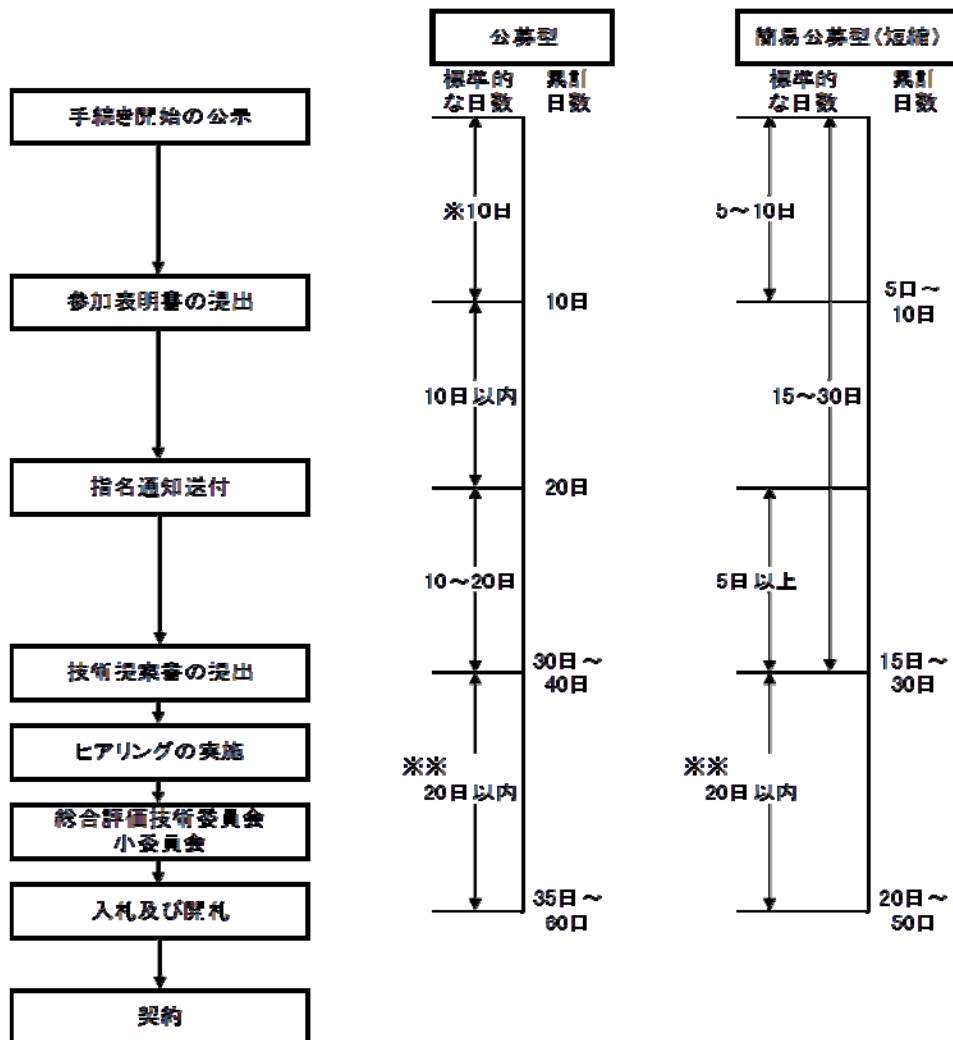 公募型
簡易公募型(短縮)
標準的
な日数
累計
日数
標準的
な日数
累計
日数
手続き開始の公示
※10日
5～10日
参加表明書の提出
10日
5日～
10日
10日以内
15～30日
指名通知送付
20日
10～20日
5日以上
技術提案書の提出
30日～
40日
15日～
30日
ヒアリングの実施
※※
20日以内
※※
20日以内
総合評価技術委員会
小委員会
入札及び開札
35日～
60日
20日～
50日
契約